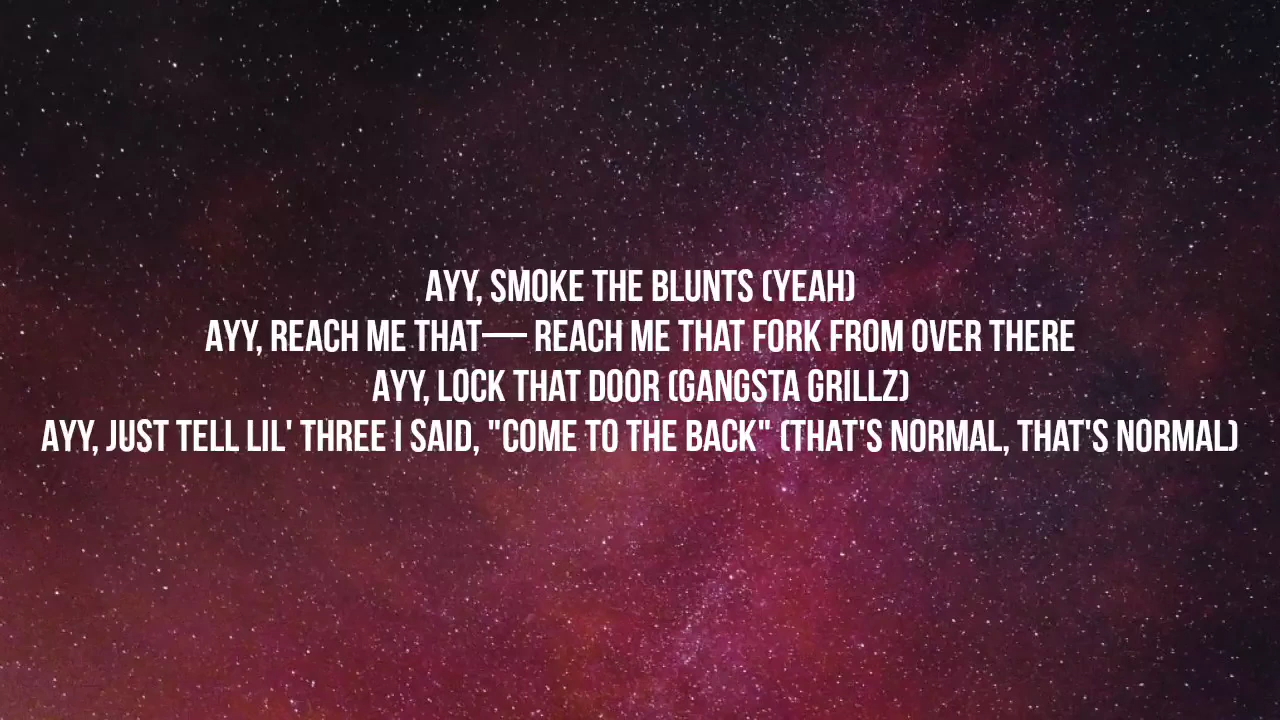 AYY, SMOKE THE BLUNTS (YEAH)
AYY, REACH ME THAT— REACH ME THAT FORK FROM OVER THERE
AYY, LOCK THAT DOOR (GANGSTA GRILLZ)
AYY, JUST TELL LIL' THREE I SAID, "COME TO THE BACK" (THAT'S NORMAL, THAT'S NORMAL)